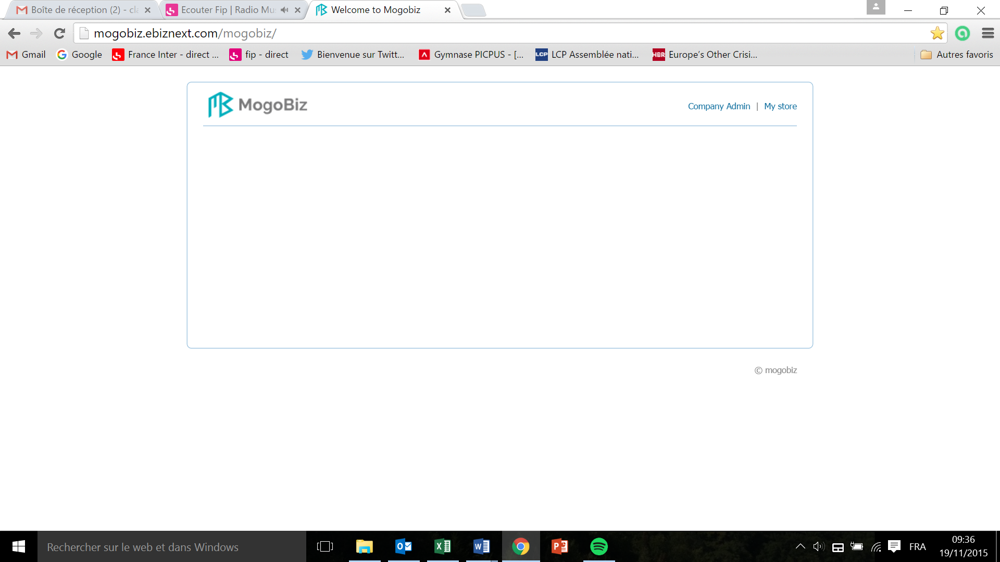 Boîte de réception (2) - cl
Ecouter Fip | Radio Mu
Welcome to Mogobiz
mogobiz.ebiznext.com/mogobiz/
Gmail
Google
France Inter - direct ...
fip - direct
Bienvenue sur Twitt...
Gymnase PICPUS - [...
LCP
LCP Assemblée nati...
HBR
Europe’s Other Crisi...
Autres favoris
MogoBiz
Company Admin | My store
© mogobiz
Rechercher sur le web et dans Windows
FRA
09:36
19/11/2015